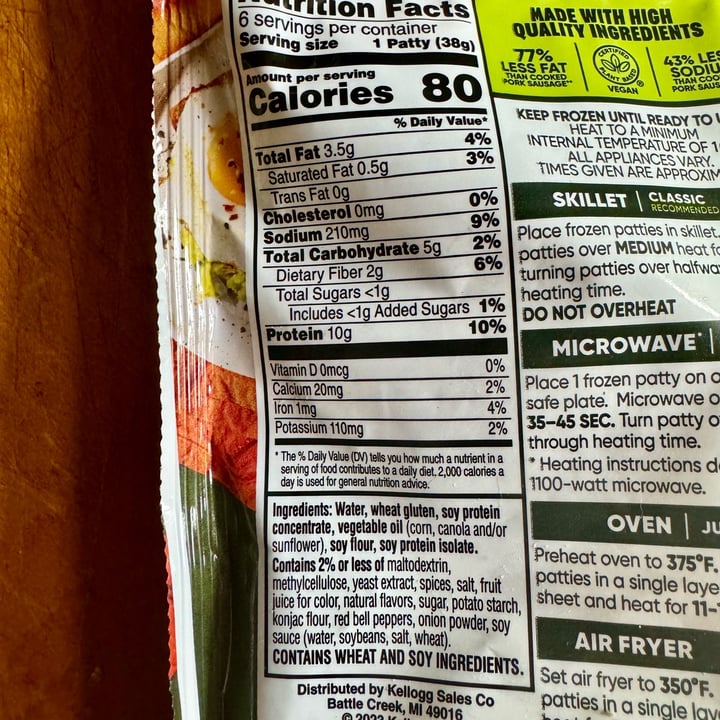 Nutrition Facts
6 servings per container
Serving size 1 Patty (38g)
Amount per serving
Calories 80
% Daily Value*
Total Fat 3.5g 4%
Saturated Fat 0.5g 3%
Trans Fat 0g
Cholesterol 0mg 0%
Sodium 210mg 9%
Total Carbohydrate 5g 2%
Dietary Fiber 2g 6%
Total Sugars <1g
Includes <1g Added Sugars 1%
Protein 10g 10%
Vitamin D 0mcg 0%
Calcium 20mg 2%
Iron 1mg 4%
Potassium 110mg 2%
* The % Daily Value (DV) tells you how much a nutrient in a
serving of food contributes to a daily diet. 2,000 calories a
day is used for general nutrition advice.
Ingredients: Water, wheat gluten, soy protein
concentrate, vegetable oil (corn, canola and/or
sunflower), soy flour, soy protein isolate.
Contains 2% or less of maltodextrin,
methylcellulose, yeast extract, spices, salt, fruit
juice for color, natural flavors, sugar, potato starch,
konjac flour, red bell peppers, onion powder, soy
sauce (water, soybeans, salt, wheat).
CONTAINS WHEAT AND SOY INGREDIENTS.
Distributed by Kellogg Sales Co
Battle Creek, MI 49016
© 2023
MADE WITH HIGH
QUALITY INGREDIENTS
77%
LESS FAT
THAN COOKED
PORK SAUSAGE**
CERTIFIED
PLANT BASED
VEGAN
43% LES
SODIU
THAN COO
PORK SAUS
KEEP FROZEN UNTIL READY TO
HEAT TO A MINIMUM
INTERNAL TEMPERATURE OF 1
ALL APPLIANCES VARY.
TIMES GIVEN ARE APPROXIM
SKILLET | CLASSIC
RECOMMENDED
Place frozen patties in skillet.
patties over MEDIUM heat fo
turning patties over halfwa
heating time.
DO NOT OVERHEAT
MICROWAVE* |
Place 1 frozen patty on a
safe plate. Microwave o
35–45 SEC. Turn patty o
through heating time.
* Heating instructions d
1100-watt microwave.
OVEN | JU
Preheat oven to 375°F.
patties in a single laye
sheet and heat for 11-
AIR FRYER
Set air fryer to 350°F.
patties in a single lay